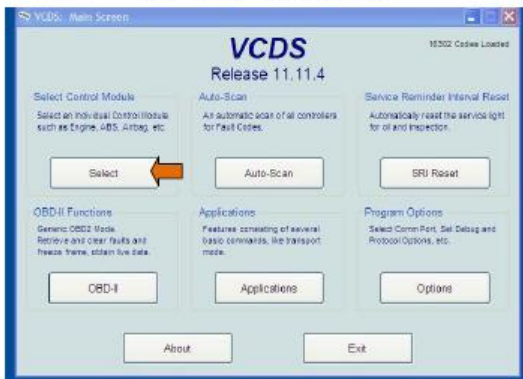 VCDS: Main Screen
VCDS
Release 11.11.4
16302 Codes Loaded
Select Control Module
Select an Individual Control Module
such as Engine, ABS, Airbag, etc.
Select
Auto-Scan
An automatic scan of all controllers
for Fault Codes.
Auto-Scan
Service Reminder Interval Reset
Automatically reset the service light
for oil and inspection.
SRI Reset
OBD-II Functions
Generic OBD2 Mode.
Retrieve and clear faults and
freeze frame, obtain live data.
OBD-II
Applications
Features consisting of several
basic commands, like transport
mode.
Applications
Program Options
Select Comm Port, Set Debug and
Protocol Options, etc.
Options
About
Exit